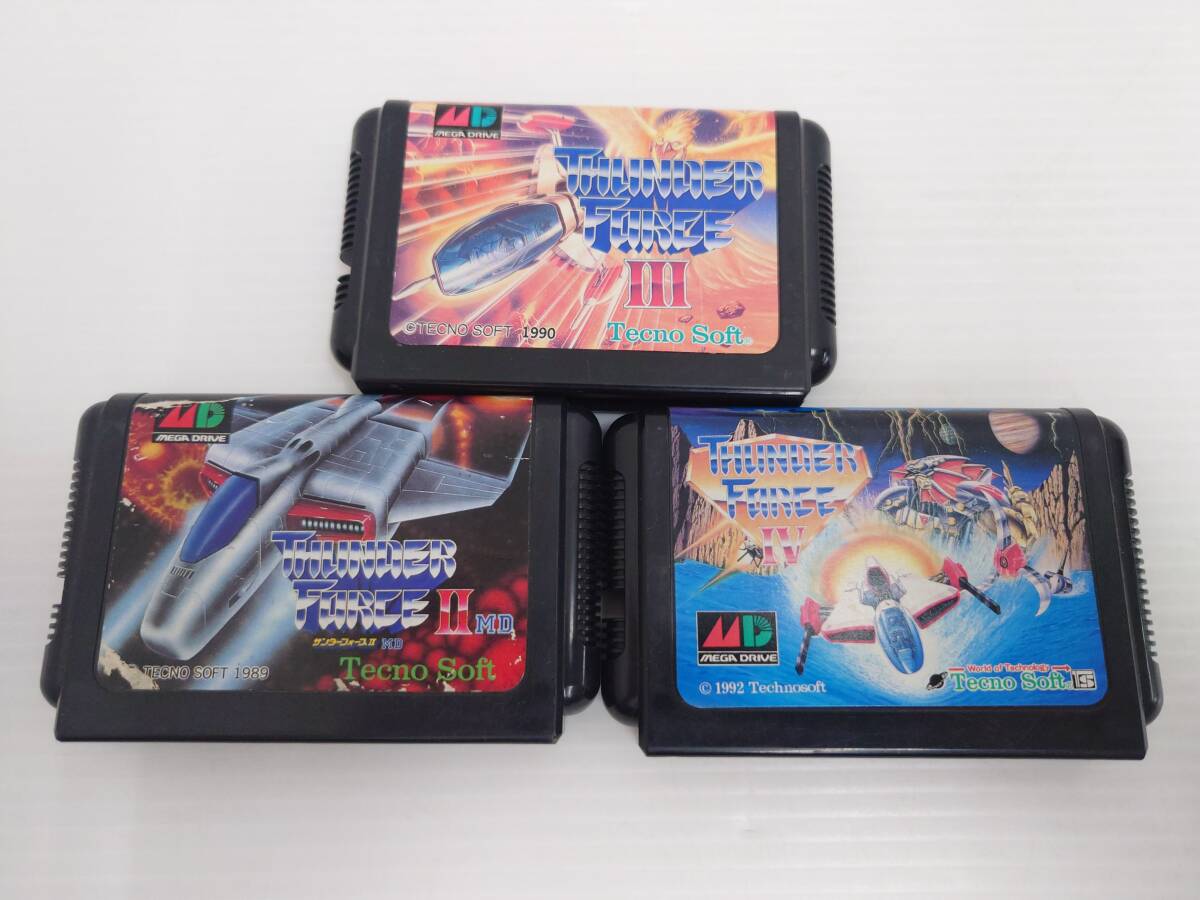 MD
MEGA DRIVE
THUNDER
FORCE
III
©TECNO SOFT 1990
Tecno Soft®
MD
MEGA DRIVE
THUNDER
FORCE II MD
サンダーフォースII MD
TECNO SOFT 1989
Tecno Soft
THUNDER
FORCE
IV
MD
MEGA DRIVE
© 1992 Technosoft
World of Technology
Tecno Soft